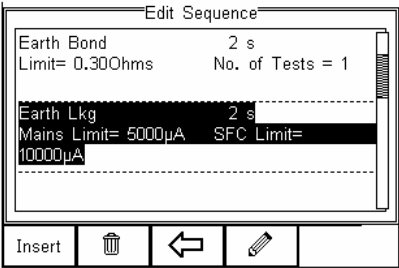 Edit Sequence
Earth Bond 2 s
Limit= 0.30Ohms No. of Tests = 1
Earth Lkg 2 s
Mains Limit= 5000µA SFC Limit=
10000µA
Insert